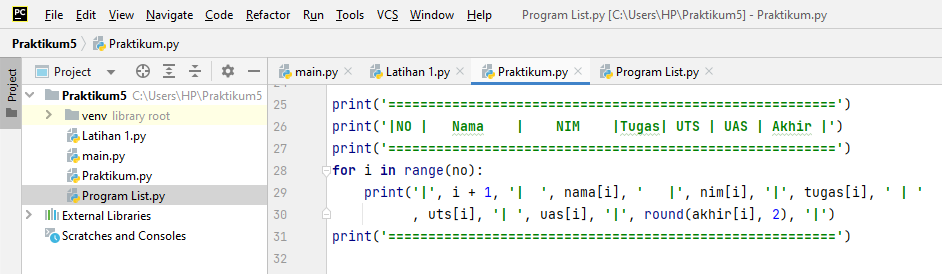 PC File Edit View Navigate Code Refactor Run Tools VCS Window Help Program List.py [C:\Users\HP\Praktikum5] - Praktikum.py
Praktikum5 Praktikum.py
Project
Project
main.py Latihan 1.py Praktikum.py Program List.py
Praktikum5 C:\Users\HP\Praktikum5
venv library root
Latihan 1.py
main.py
Praktikum.py
Program List.py
External Libraries
Scratches and Consoles
25 print('=========================================================')
26 print('|NO |   Nama    |    NIM    |Tugas| UTS | UAS | Akhir |')
27 print('=========================================================')
28 for i in range(no):
29     print('|', i + 1, '|  ', nama[i], '   |', nim[i], '|', tugas[i], ' | '
30           , uts[i], '| ', uas[i], '|', round(akhir[i], 2), '|')
31 print('=========================================================')
32